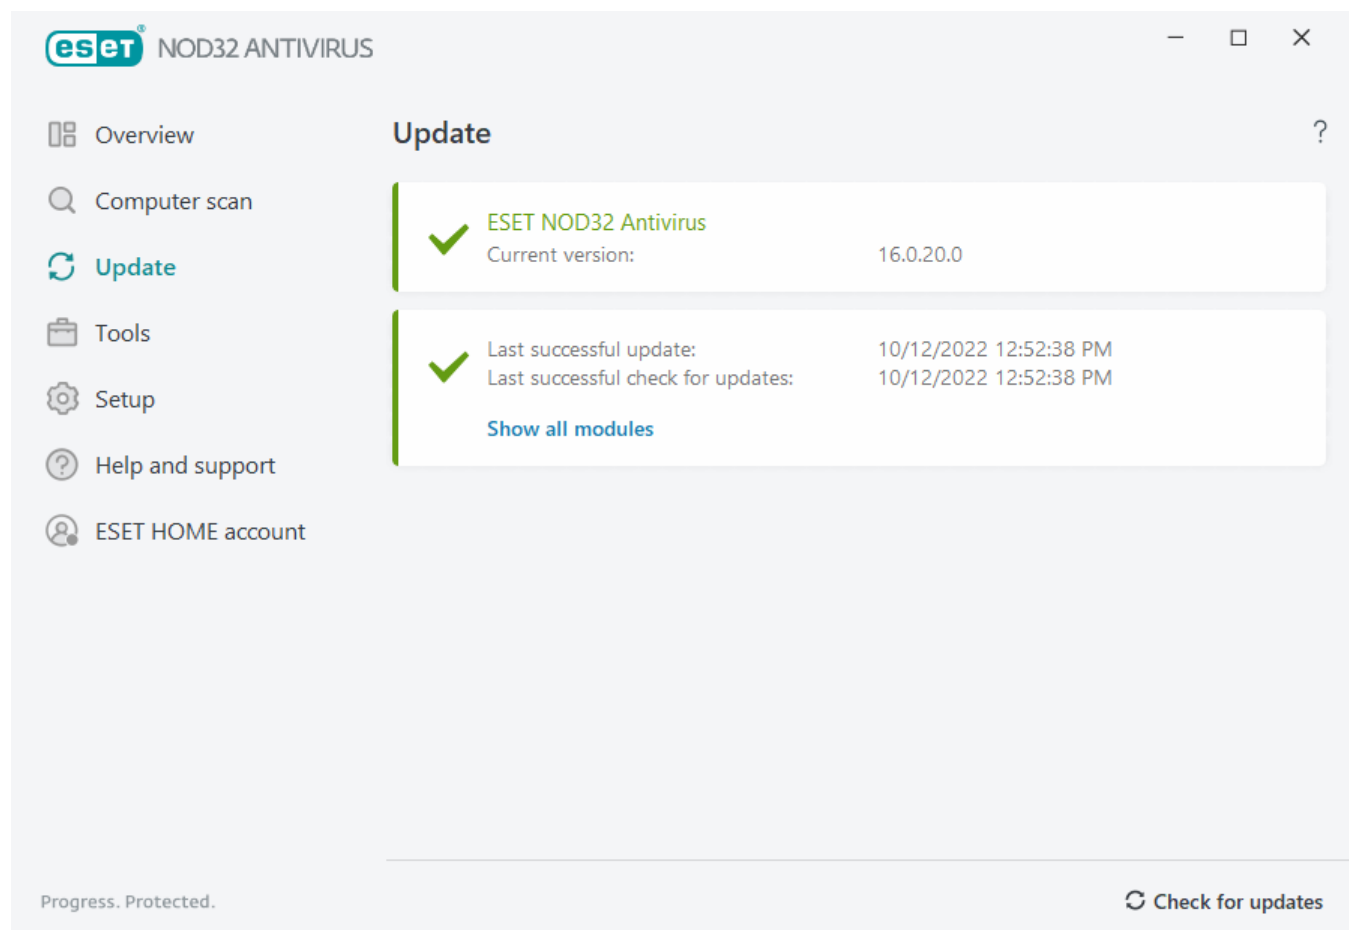 eset® NOD32 ANTIVIRUS
Overview
Computer scan
Update
Tools
Setup
Help and support
ESET HOME account
Update
?
ESET NOD32 Antivirus
Current version: 16.0.20.0
Last successful update: 10/12/2022 12:52:38 PM
Last successful check for updates: 10/12/2022 12:52:38 PM
Show all modules
Progress. Protected.
Check for updates